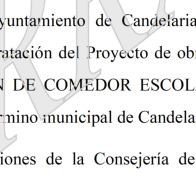 yuntamiento de Candelaria
ratación del Proyecto de ob
N DE COMEDOR ESCOL
mino municipal de Candela
iones de la Consejería de